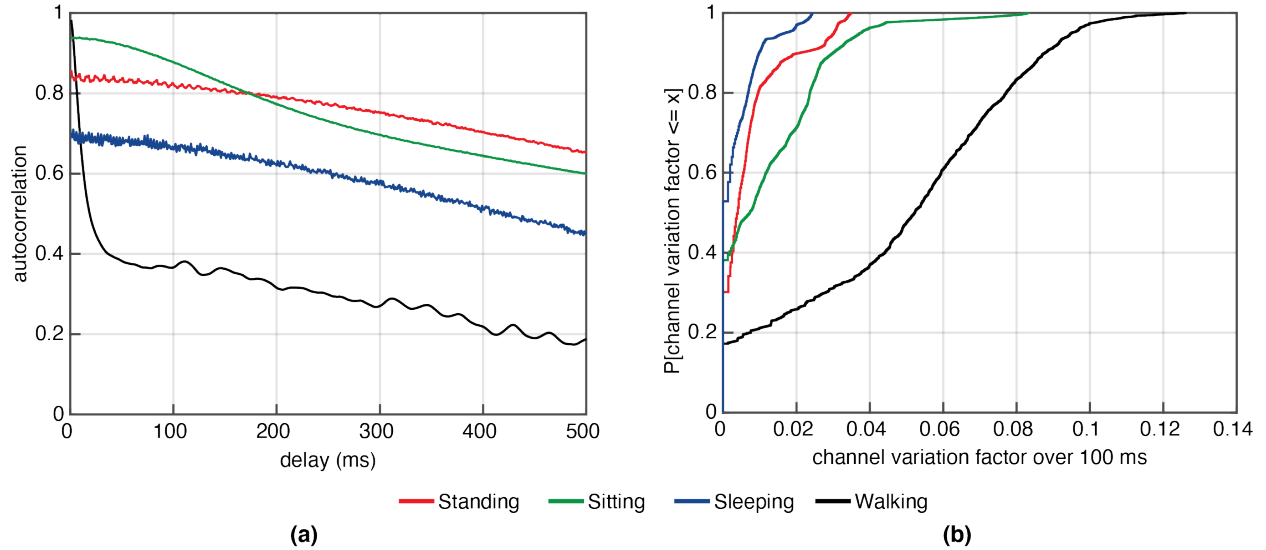 1
0.8
0.6
0.4
0.2
0
autocorrelation
0 100 200 300 400 500
delay (ms)
1
0.8
0.6
0.4
0.2
0
P[channel variation factor <= x]
0 0.02 0.04 0.06 0.08 0.1 0.12 0.14
channel variation factor over 100 ms
Standing Sitting Sleeping Walking
(a) (b)